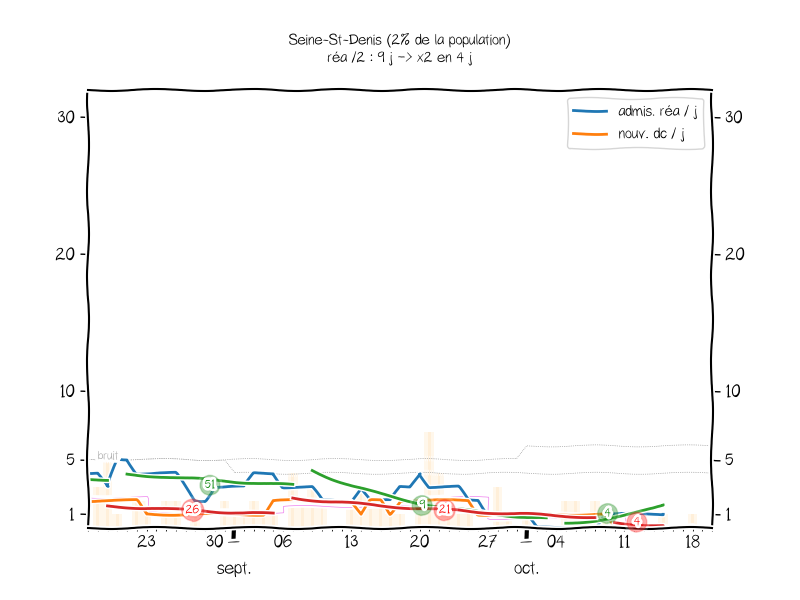 Seine-St-Denis (2% de la population)
réa /2 : 9 j -> x2 en 4 j
30 30
admis. réa / j
nouv. dc / j
20 20
10 10
5 bruit 5
51
26 9 21 4 4
1 1
23 30 06 13 20 27 04 11 18
sept. oct.